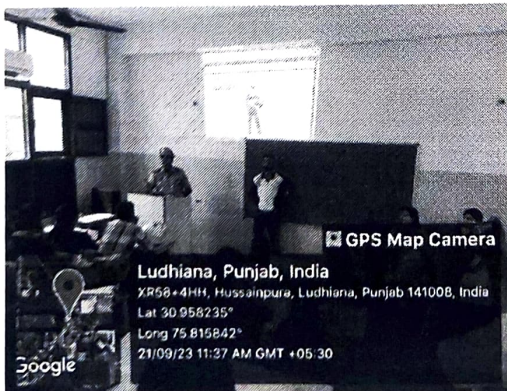 GPS Map Camera
Ludhiana, Punjab, India
XR58+4HH, Hussainpura, Ludhiana, Punjab 141008, India
Lat 30.958235°
Long 75.815842°
21/09/23 11:37 AM GMT +05:30
Google